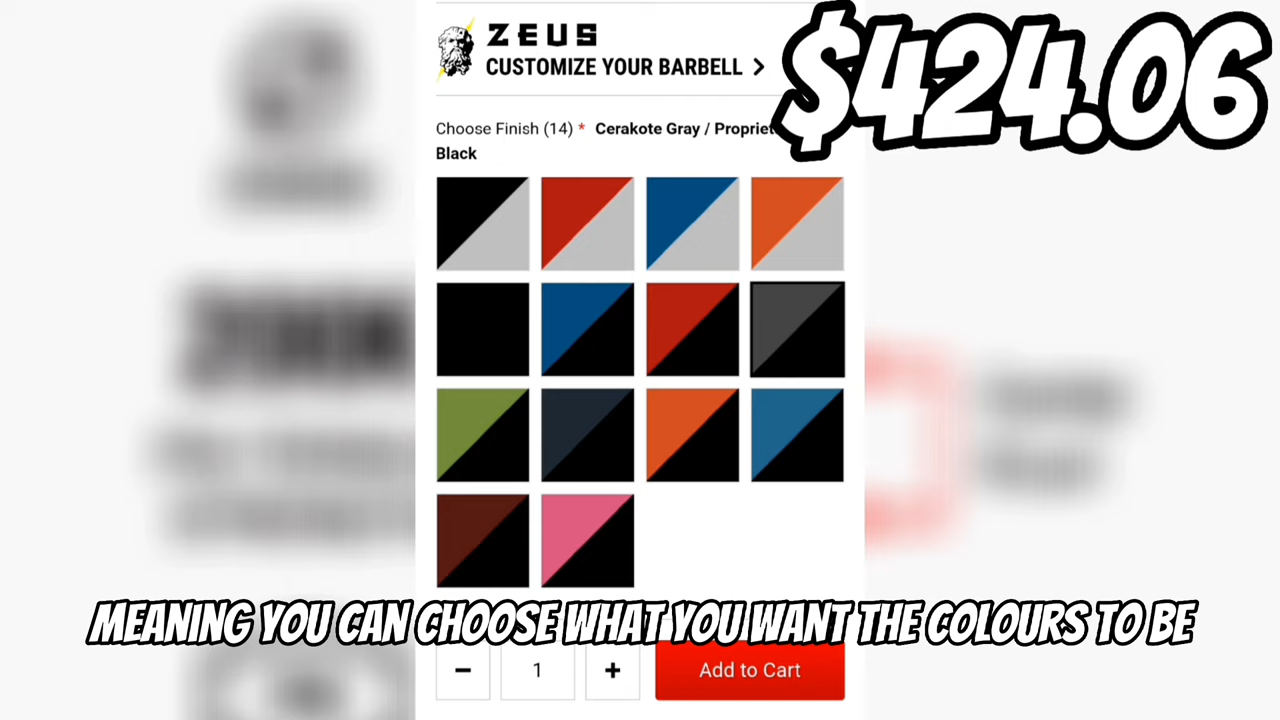 ZEUS
CUSTOMIZE YOUR BARBELL >
$424.06
Choose Finish (14) * Cerakote Gray /
Black
MEANING YOU CAN CHOOSE WHAT YOU WANT THE COLOURS TO BE
- 1 +
Add to Cart